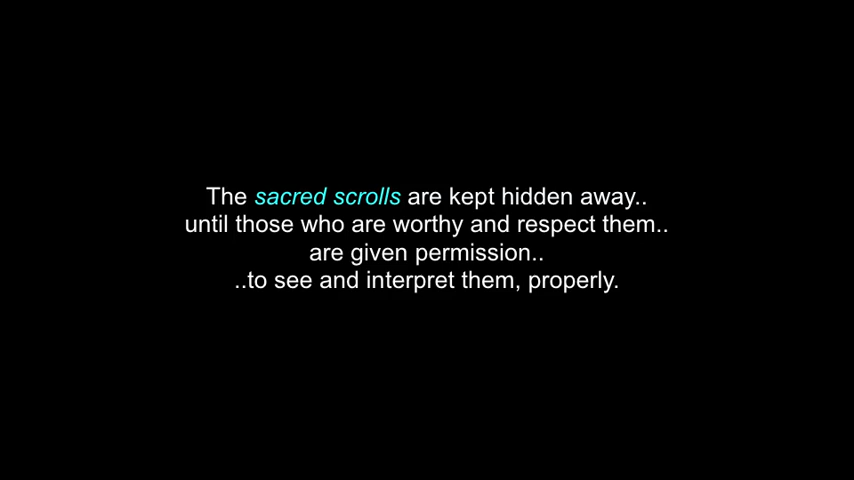 The sacred scrolls are kept hidden away..
until those who are worthy and respect them..
are given permission..
..to see and interpret them, properly.